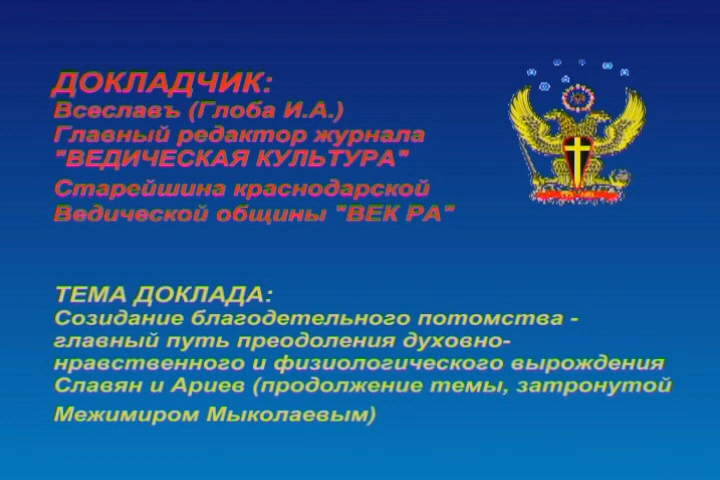 ДОКЛАДЧИК:
Всеславъ (Глоба И.А.)
Главный редактор журнала
"ВЕДИЧЕСКАЯ КУЛЬТУРА"
Старейшина краснодарской
Ведической общины "ВЕК РА"
ТЕМА ДОКЛАДА:
Созидание благодетельного потомства -
главный путь преодоления духовно-
нравственного и физиологического вырождения
Славян и Ариев (продолжение темы, затронутой
Межимиром Мыколаевым)